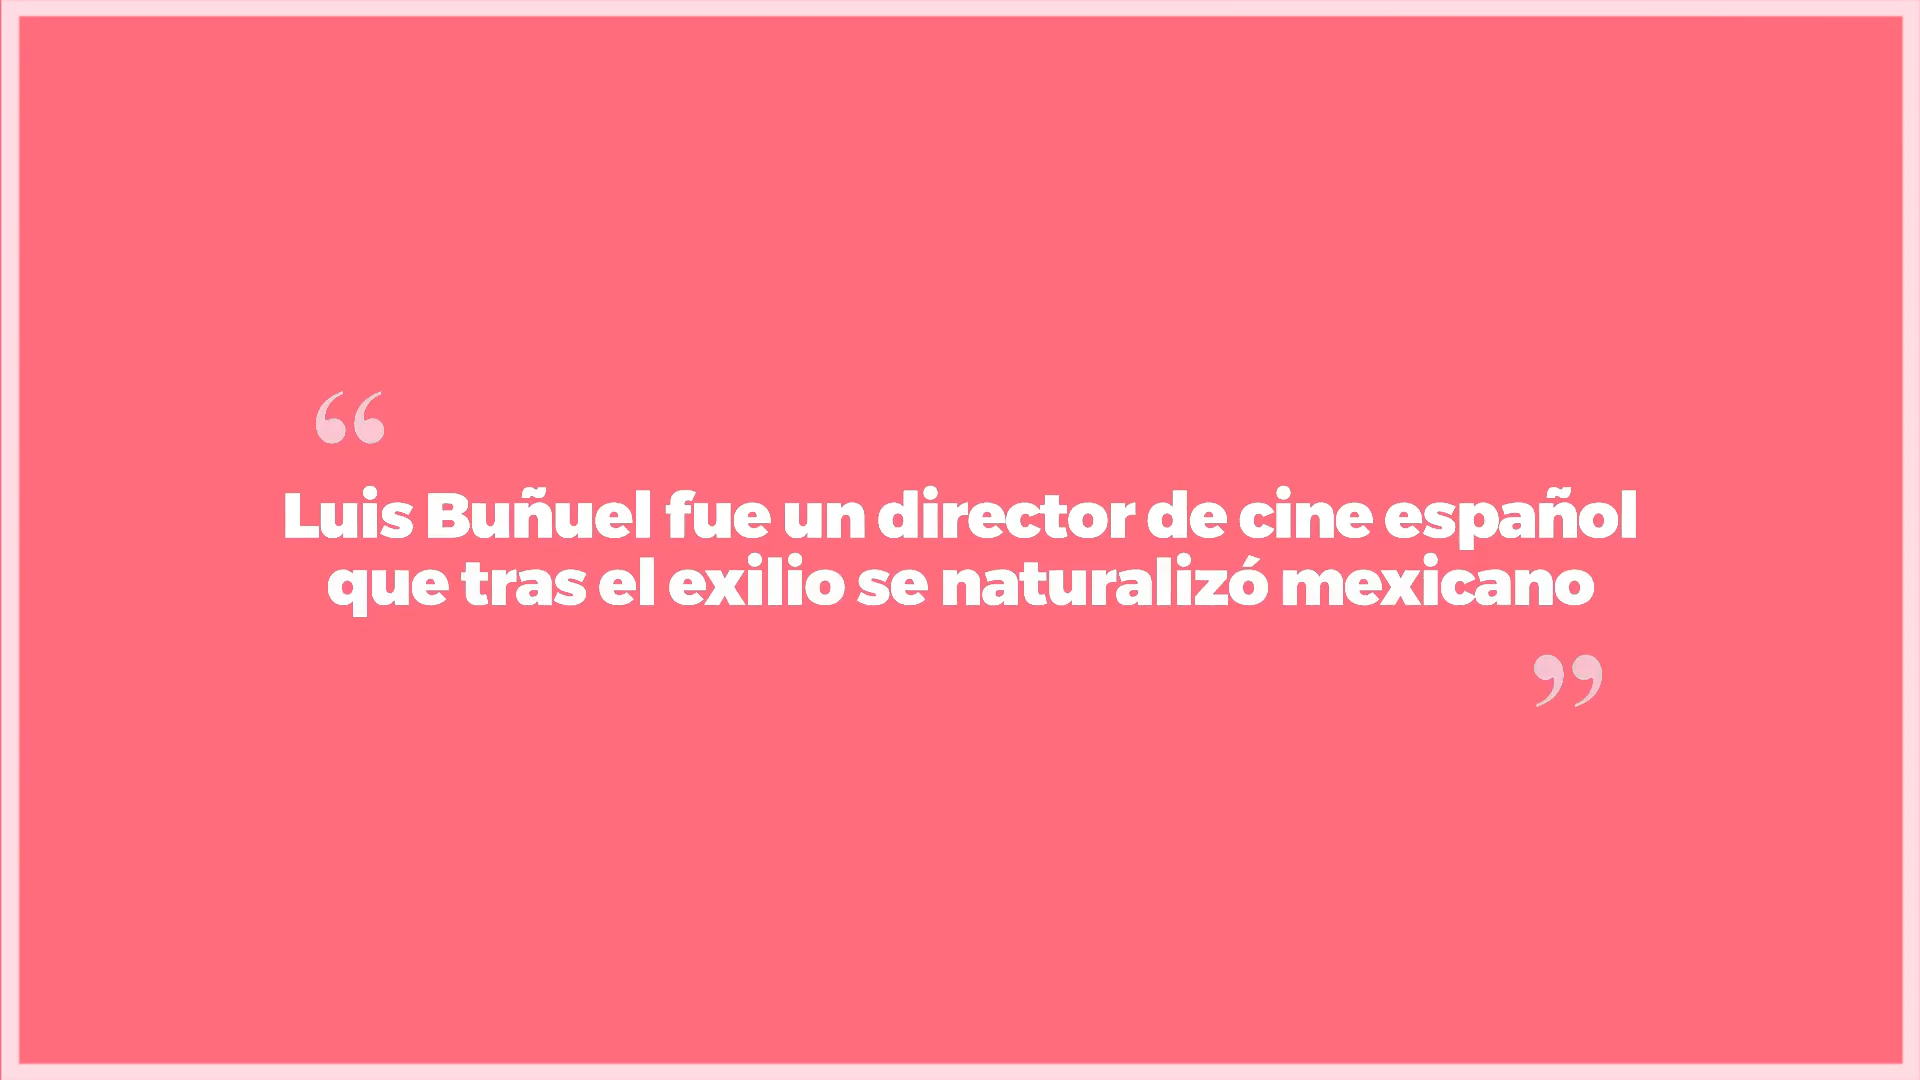 “
Luis Buñuel fue un director de cine español
que tras el exilio se naturalizó mexicano
”